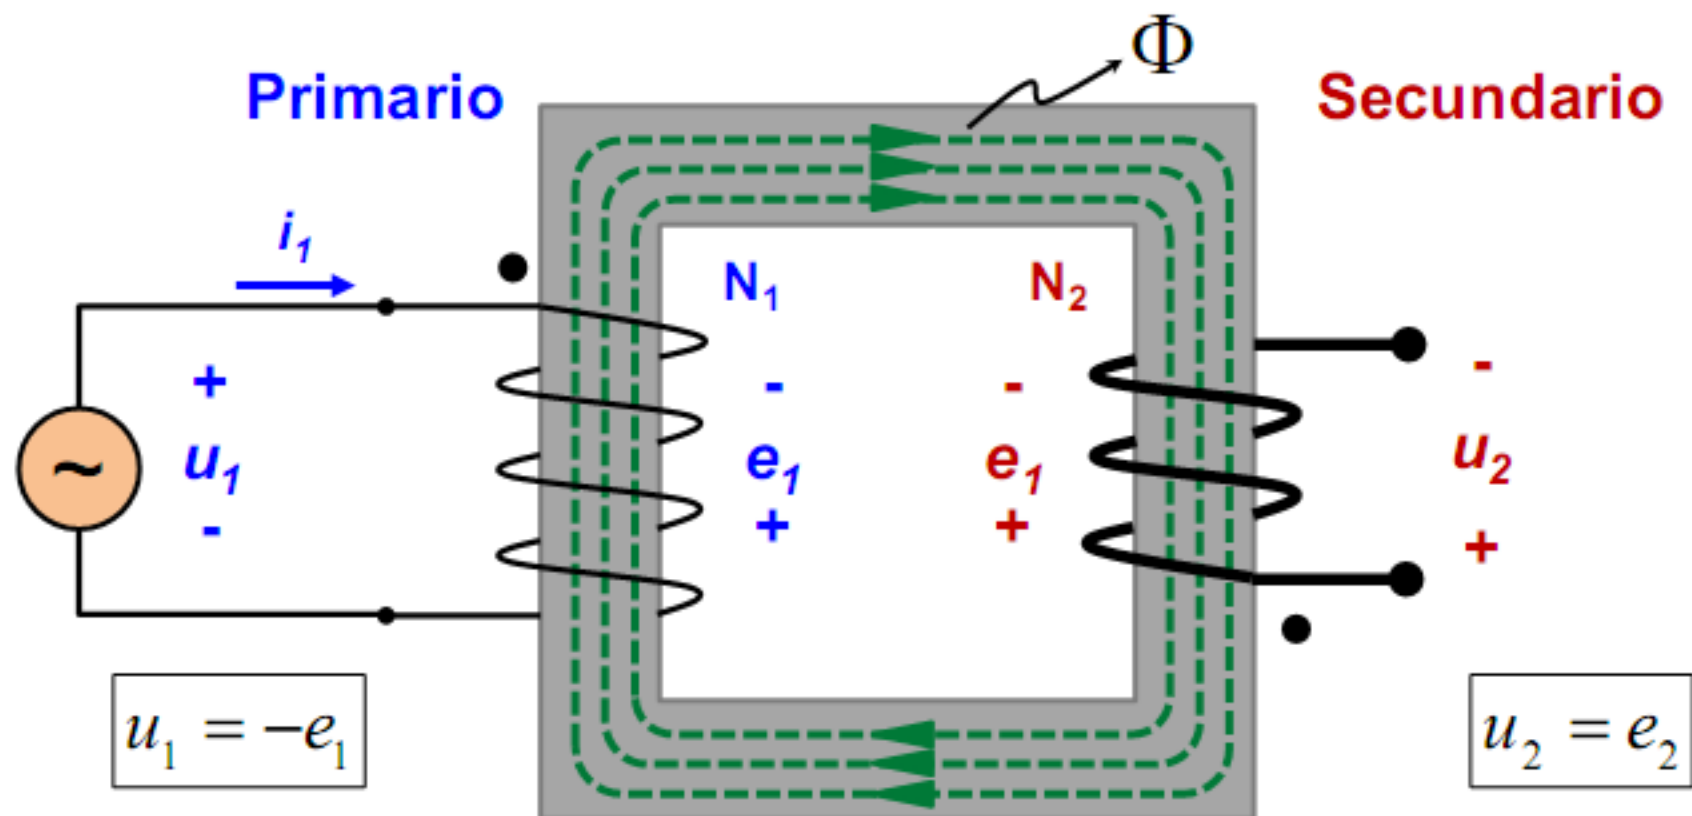 Φ
Primario
Secundario
i₁
N₁
N₂
+
-
-
-
u₁
e₁
e₁
u₂
-
+
+
+
~
u₁ = −e₁
u₂ = e₂